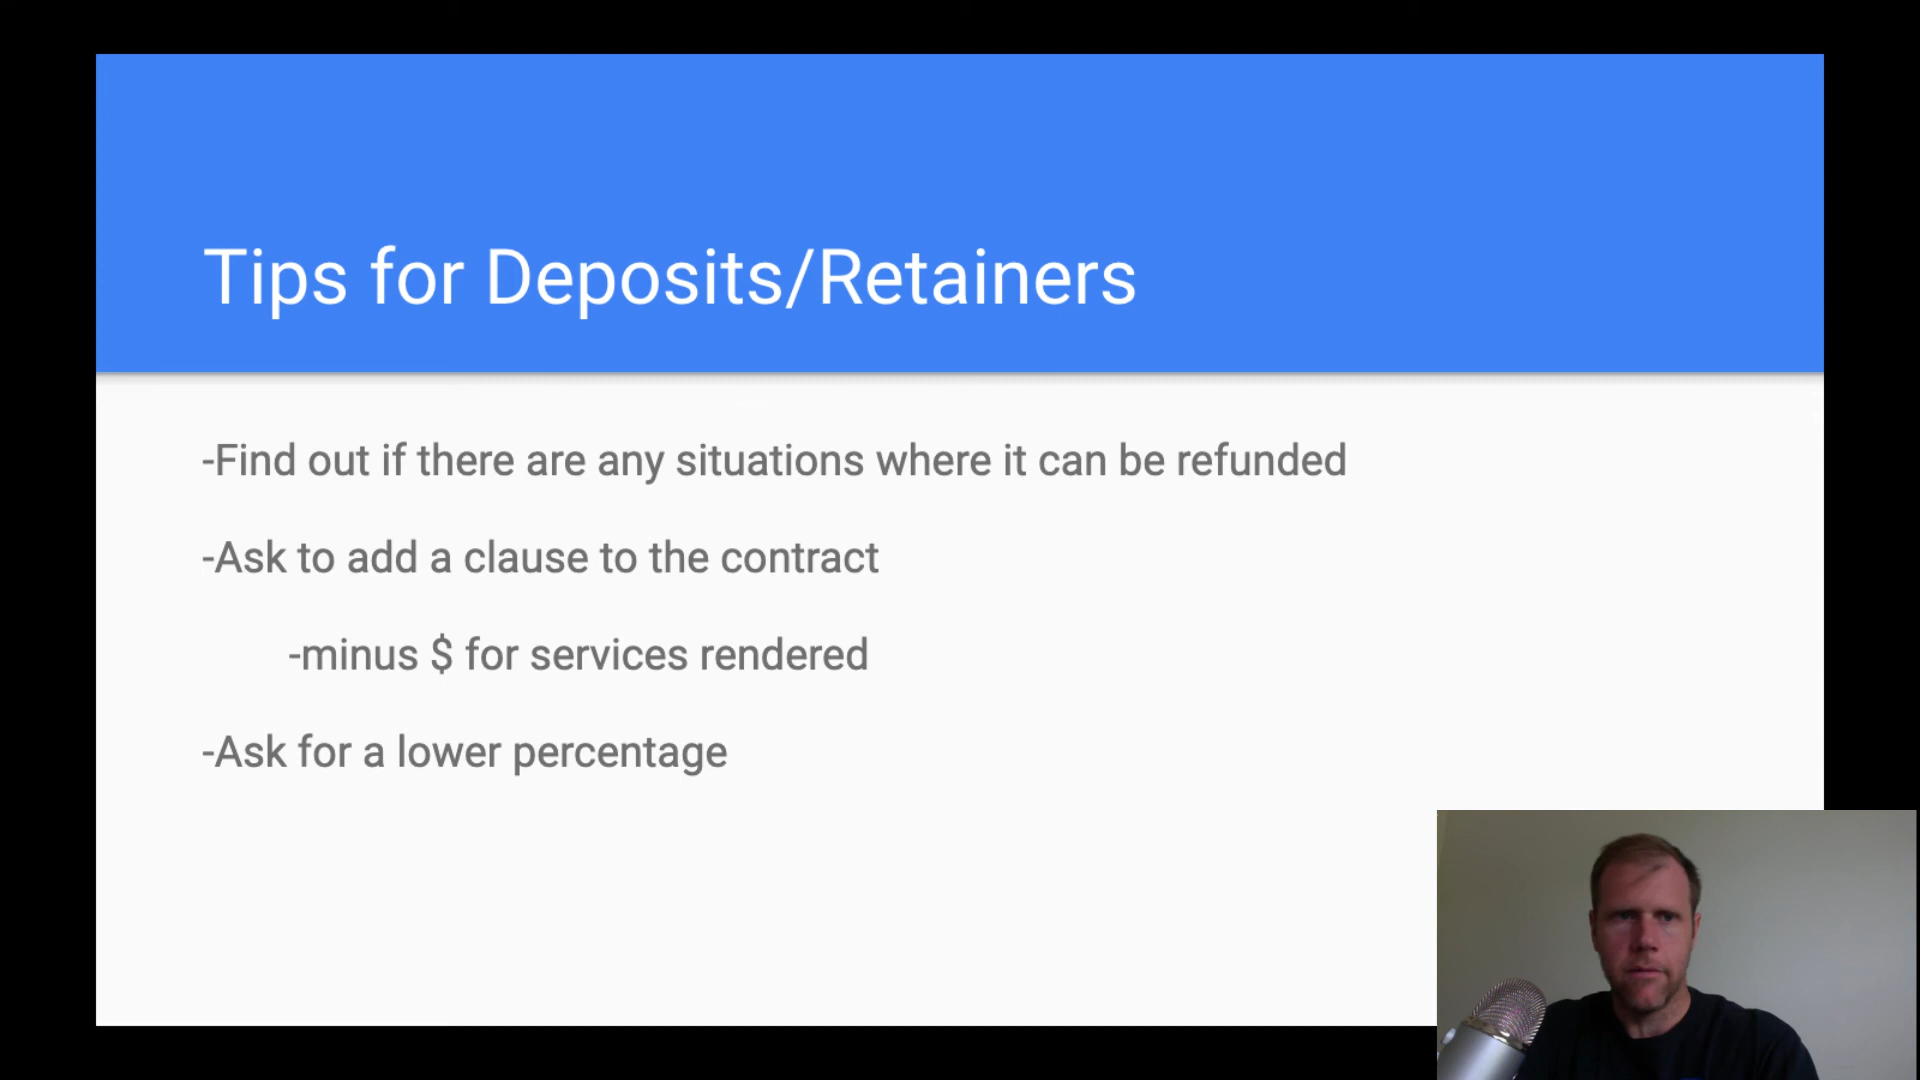 Tips for Deposits/Retainers
-Find out if there are any situations where it can be refunded
-Ask to add a clause to the contract
-minus $ for services rendered
-Ask for a lower percentage